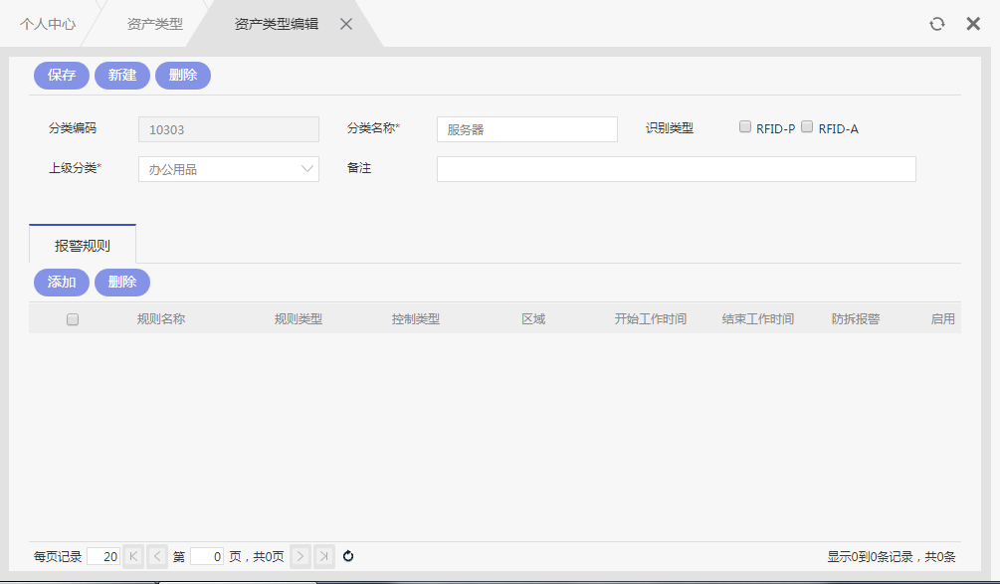 个人中心 资产类型 资产类型编辑
保存 新建 删除
分类编码 10303 分类名称* 服务器 识别类型 RFID-P RFID-A
上级分类* 办公用品 备注
报警规则
添加 删除
规则名称 规则类型 控制类型 区域 开始工作时间 结束工作时间 防拆报警 启用
每页记录 20 第 0 页，共0页 显示0到0条记录，共0条